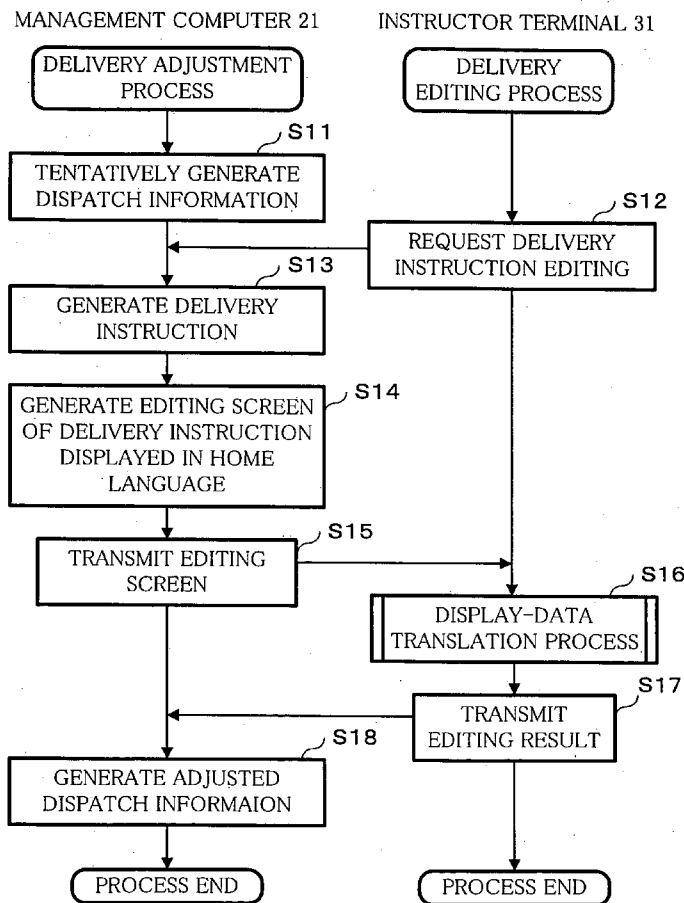 MANAGEMENT COMPUTER 21
INSTRUCTOR TERMINAL 31
DELIVERY ADJUSTMENT
PROCESS
DELIVERY
EDITING PROCESS
S11
TENTATIVELY GENERATE
DISPATCH INFORMATION
S12
REQUEST DELIVERY
INSTRUCTION EDITING
S13
GENERATE DELIVERY
INSTRUCTION
S14
GENERATE EDITING SCREEN
OF DELIVERY INSTRUCTION
DISPLAYED IN HOME
LANGUAGE
S15
TRANSMIT EDITING
SCREEN
S16
DISPLAY-DATA
TRANSLATION PROCESS
S17
TRANSMIT
EDITING RESULT
S18
GENERATE ADJUSTED
DISPATCH INFORMAION
PROCESS END
PROCESS END